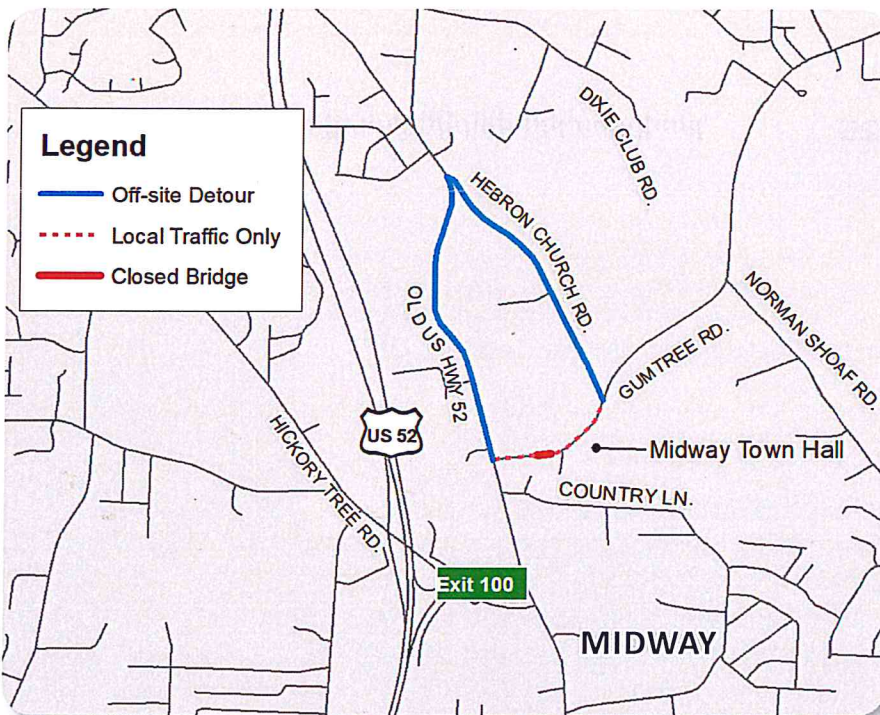 Legend
Off-site Detour
Local Traffic Only
Closed Bridge
DIXIE CLUB RD.
HEBRON CHURCH RD.
OLD US HWY 52
NORMAN SHOAF RD.
GUMTREE RD.
US 52
HICKORY TREE RD.
Midway Town Hall
COUNTRY LN.
Exit 100
MIDWAY